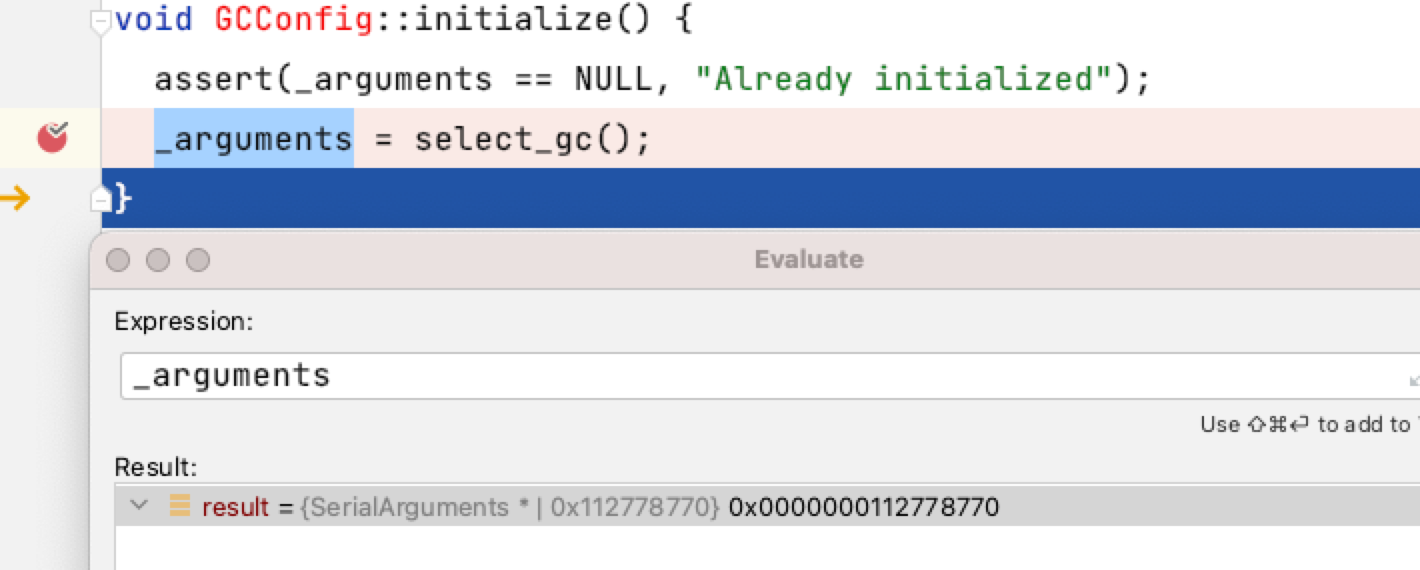 void GCConfig::initialize() {
assert(_arguments == NULL, "Already initialized");
_arguments = select_gc();
}
Evaluate
Expression:
_arguments
Use ⇧⌘⏎ to add to
Result:
result = {SerialArguments * | 0x112778770} 0x0000000112778770